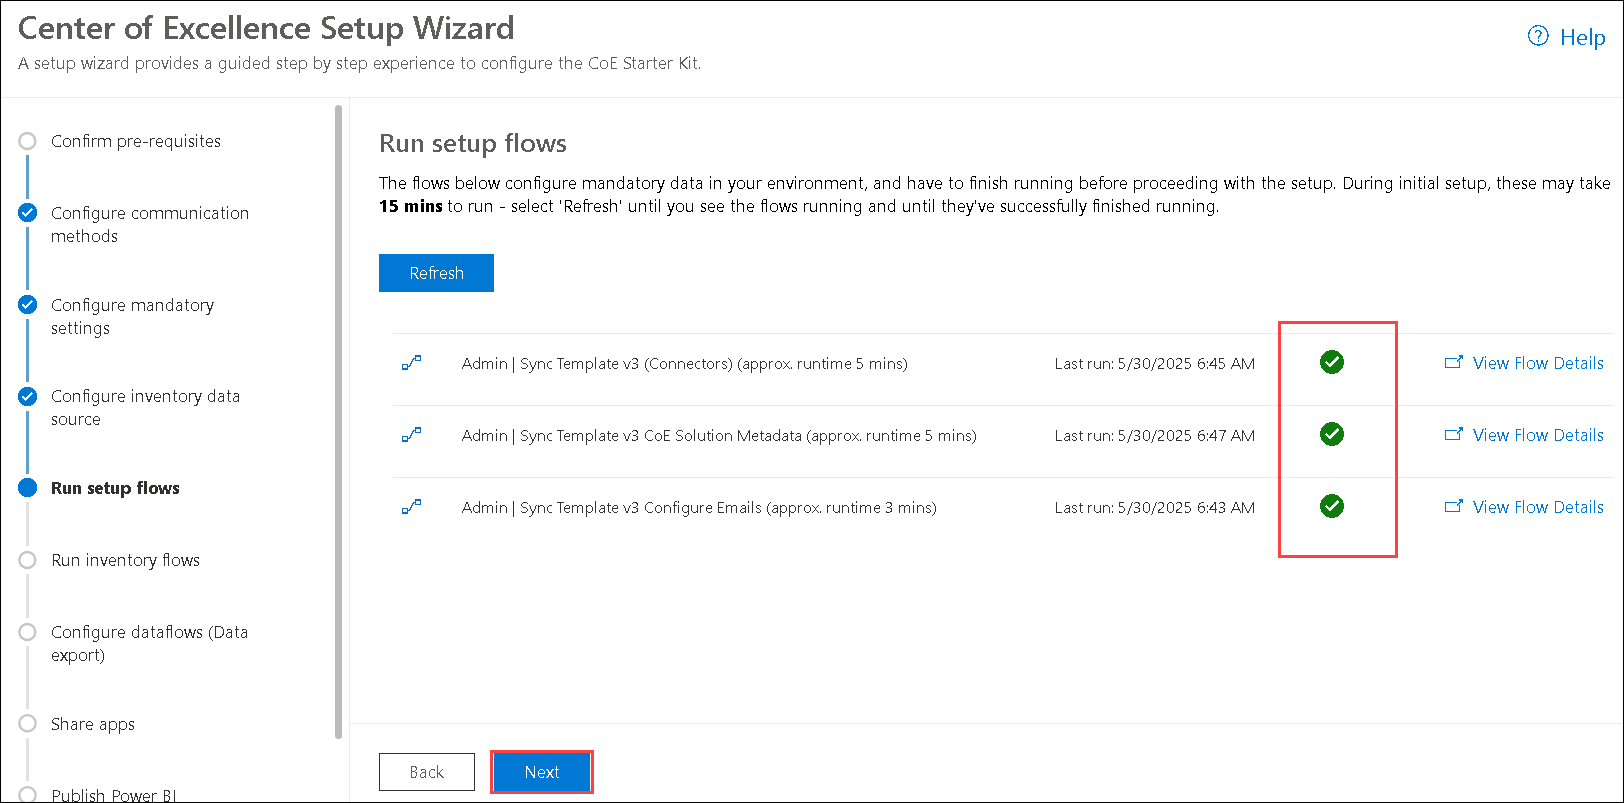 Center of Excellence Setup Wizard
Help
A setup wizard provides a guided step by step experience to configure the CoE Starter Kit.
Confirm pre-requisites
Configure communication
methods
Configure mandatory
settings
Configure inventory data
source
Run setup flows
Run inventory flows
Configure dataflows (Data
export)
Share apps
Publish Power BI
Run setup flows
The flows below configure mandatory data in your environment, and have to finish running before proceeding with the setup. During initial setup, these may take
15 mins to run - select 'Refresh' until you see the flows running and until they've successfully finished running.
Refresh
Admin | Sync Template v3 (Connectors) (approx. runtime 5 mins) Last run: 5/30/2025 6:45 AM View Flow Details
Admin | Sync Template v3 CoE Solution Metadata (approx. runtime 5 mins) Last run: 5/30/2025 6:47 AM View Flow Details
Admin | Sync Template v3 Configure Emails (approx. runtime 3 mins) Last run: 5/30/2025 6:43 AM View Flow Details
Back Next